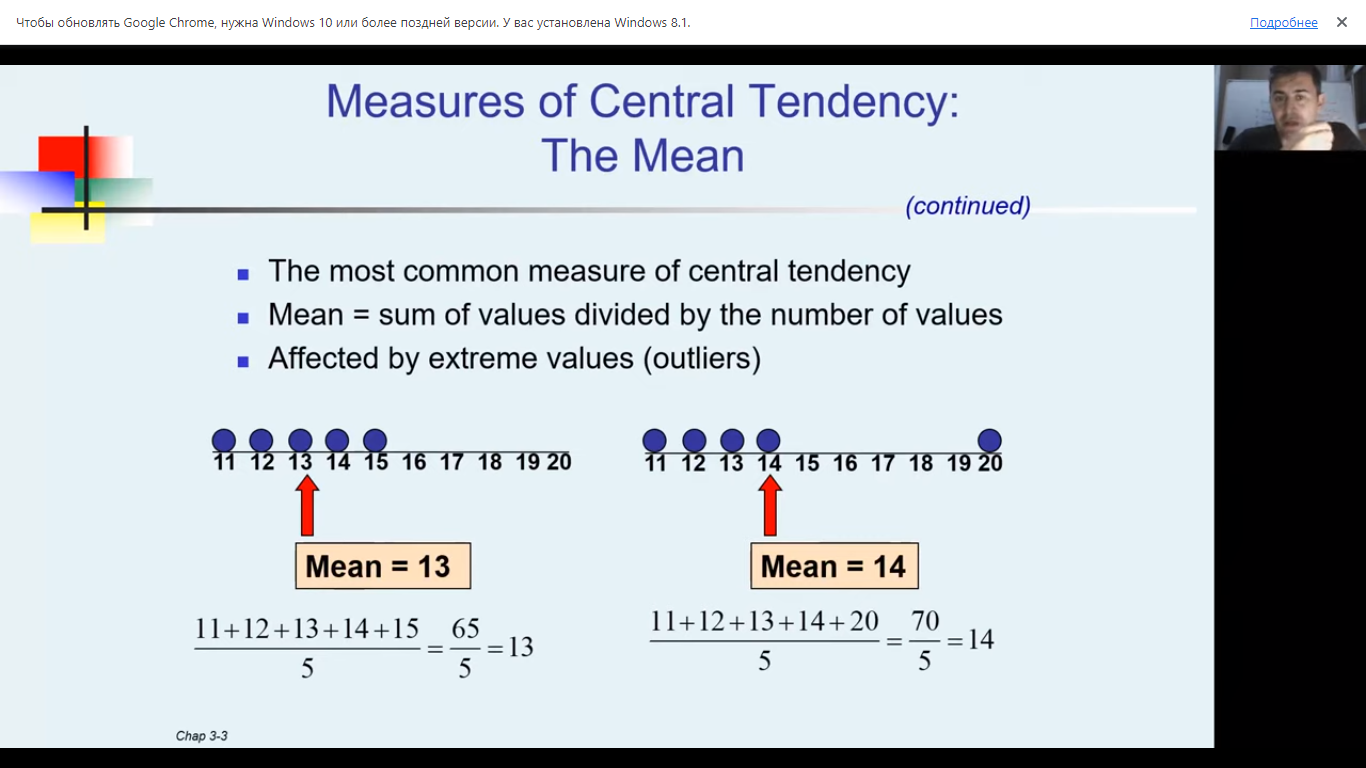 Чтобы обновлять Google Chrome, нужна Windows 10 или более поздней версии. У вас установлена Windows 8.1.
Подробнее
Measures of Central Tendency:
The Mean
(continued)
The most common measure of central tendency
Mean = sum of values divided by the number of values
Affected by extreme values (outliers)
11 12 13 14 15 16 17 18 19 20
11 12 13 14 15 16 17 18 19 20
Mean = 13
Mean = 14
11+12+13+14+15
5
=
65
5
=13
11+12+13+14+20
5
=
70
5
=14
Chap 3-3